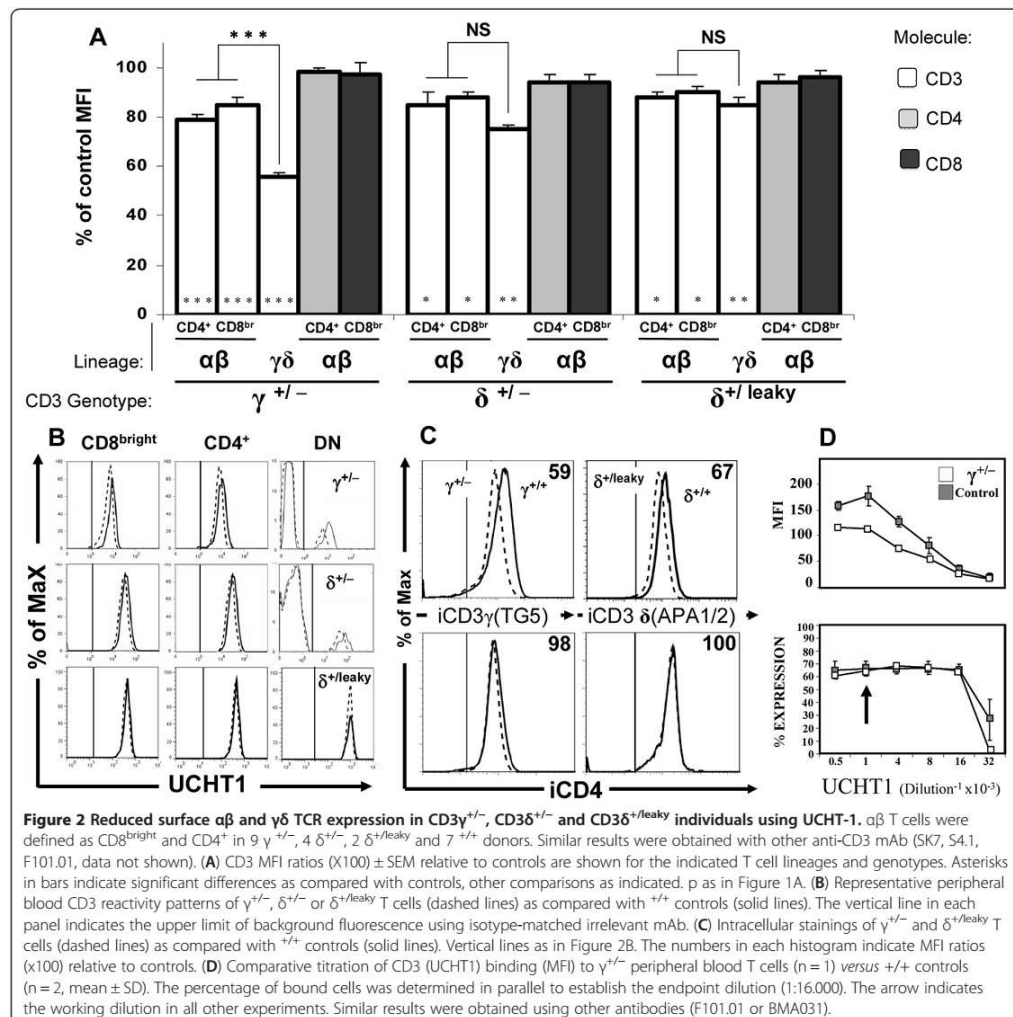 A
***
NS
NS
Molecule:
CD3
CD4
CD8
% of control MFI
100
80
60
40
20
0
*** *** *** * * ** * * **
CD4+ CD8br CD4+ CD8br CD4+ CD8br CD4+ CD8br CD4+ CD8br CD4+ CD8br
Lineage: αβ γδ αβ αβ γδ αβ αβ γδ αβ
CD3 Genotype: γ +/− δ +/− δ+/ leaky
B
CD8bright CD4+ DN
γ+/−
δ+/−
δ+/leaky
% of MaX
UCHT1
C
γ+/− γ+/+ 59
δ+/leaky δ+/+ 67
% of Max
iCD3γ(TG5) iCD3 δ(APA1/2)
98 100
iCD4
D
γ+/−
Control
MFI
200
150
100
50
0
% EXPRESSION
100
90
80
70
60
50
40
30
20
10
0
0.5 1 4 8 16 32
UCHT1 (Dilution-1 x10-3)
Figure 2 Reduced surface αβ and γδ TCR expression in CD3γ+/−, CD3δ+/− and CD3δ+/leaky individuals using UCHT-1. αβ T cells were
defined as CD8bright and CD4+ in 9 γ +/−, 4 δ+/−, 2 δ+/leaky and 7 +/+ donors. Similar results were obtained with other anti-CD3 mAb (SK7, S4.1,
F101.01, data not shown). (A) CD3 MFI ratios (X100) ± SEM relative to controls are shown for the indicated T cell lineages and genotypes. Asterisks
in bars indicate significant differences as compared with controls, other comparisons as indicated. p as in Figure 1A. (B) Representative peripheral
blood CD3 reactivity patterns of γ+/−, δ+/− or δ+/leaky T cells (dashed lines) as compared with +/+ controls (solid lines). The vertical line in each
panel indicates the upper limit of background fluorescence using isotype-matched irrelevant mAb. (C) Intracellular stainings of γ+/− and δ+/leaky T
cells (dashed lines) as compared with +/+ controls (solid lines). Vertical lines as in Figure 2B. The numbers in each histogram indicate MFI ratios
(x100) relative to controls. (D) Comparative titration of CD3 (UCHT1) binding (MFI) to γ+/− peripheral blood T cells (n = 1) versus +/+ controls
(n = 2, mean ± SD). The percentage of bound cells was determined in parallel to establish the endpoint dilution (1:16.000). The arrow indicates
the working dilution in all other experiments. Similar results were obtained using other antibodies (F101.01 or BMA031).